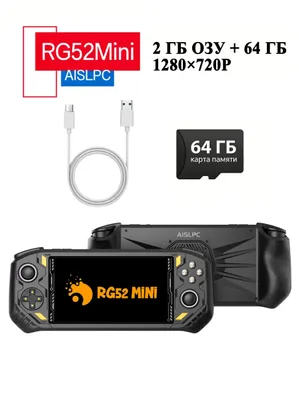 RG52Mini
AISLPC
2 ГБ ОЗУ + 64 ГБ
1280×720P
64 ГБ
карта памяти
AISLPC
RG52 MINI